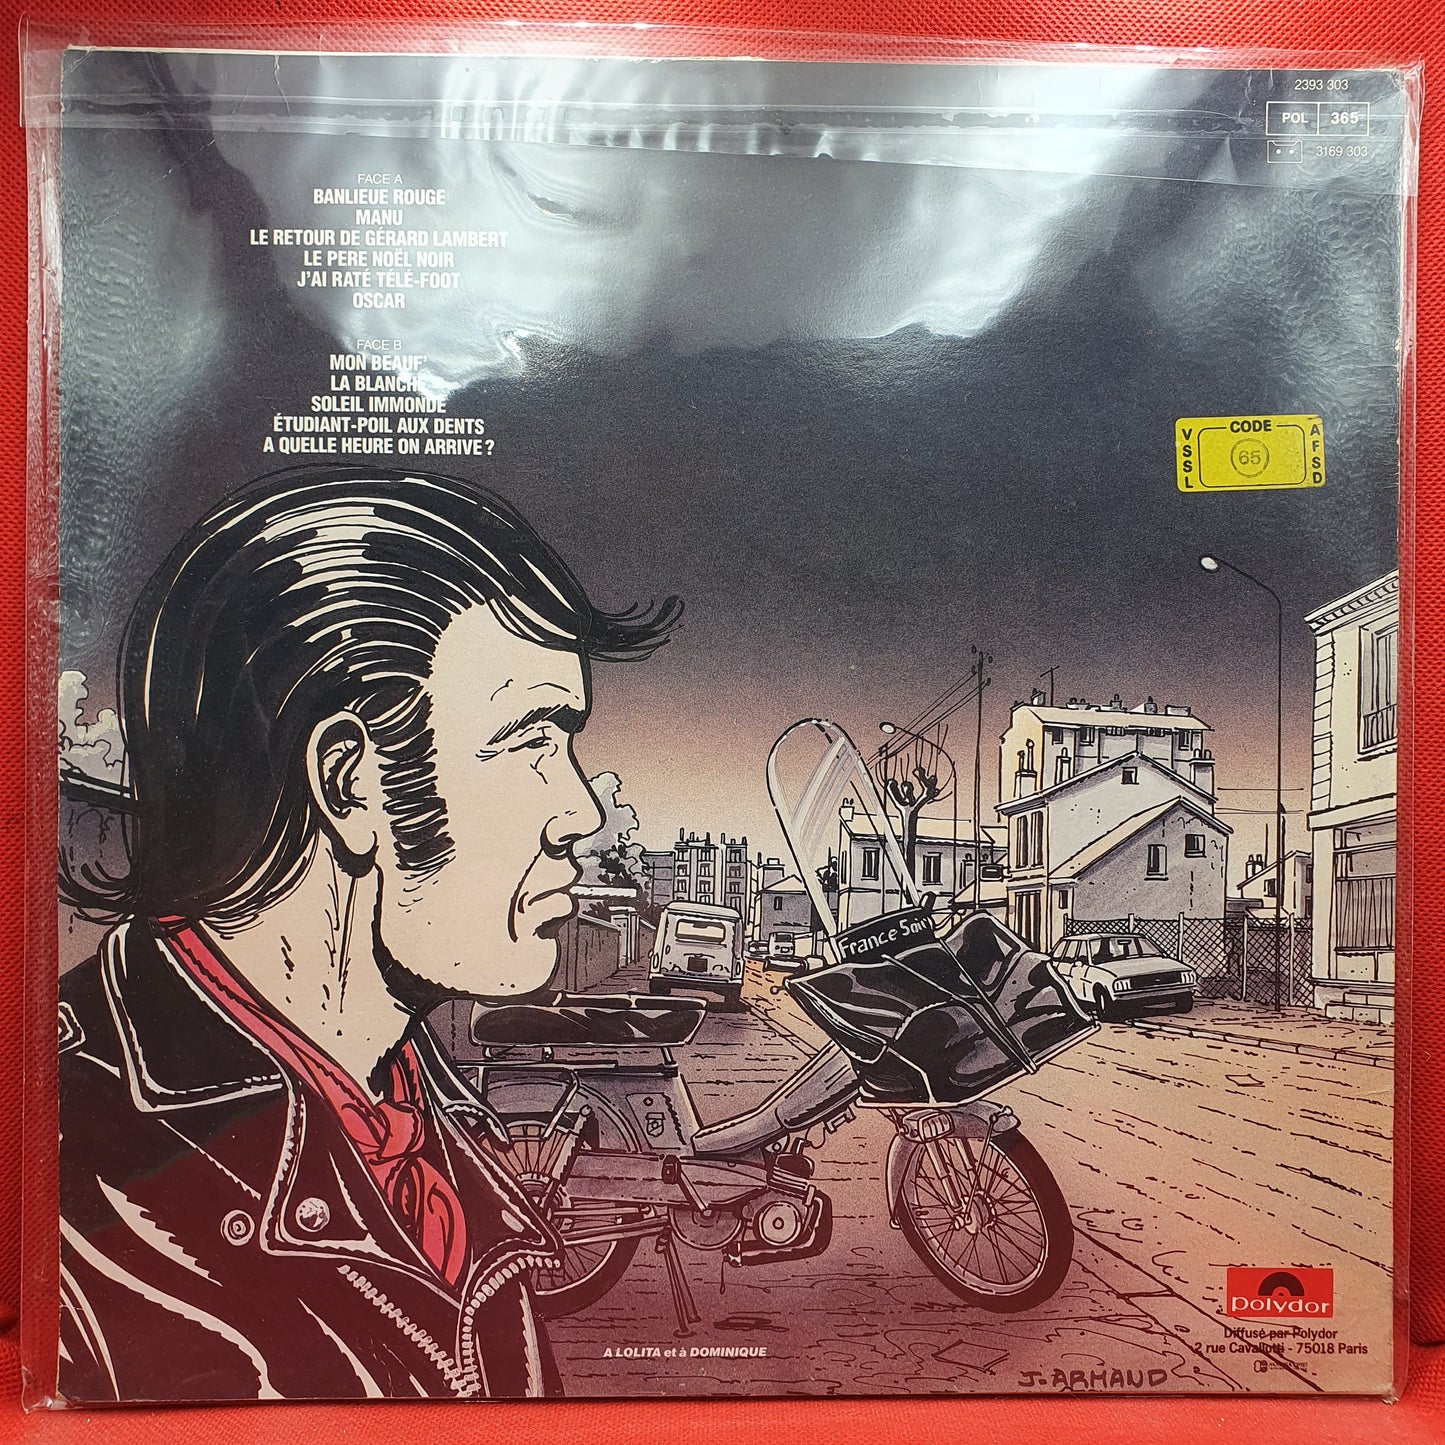 2393 303
POL 365
3169 303
FACE A
BANLIEUE ROUGE
MANU
LE RETOUR DE GÉRARD LAMBERT
LE PERE NOËL NOIR
J'AI RATÉ TÉLÉ-FOOT
OSCAR
FACE B
MON BEAUF'
LA BLANCHE
SOLEIL IMMONDE
ÉTUDIANT-POIL AUX DENTS
A QUELLE HEURE ON ARRIVE ?
VSSL
CODE
65
AFSD
France Soir
polydor
Diffusé par Polydor
2 rue Cavallotti - 75018 Paris
A LOLITA et à DOMINIQUE
J. ARMAND